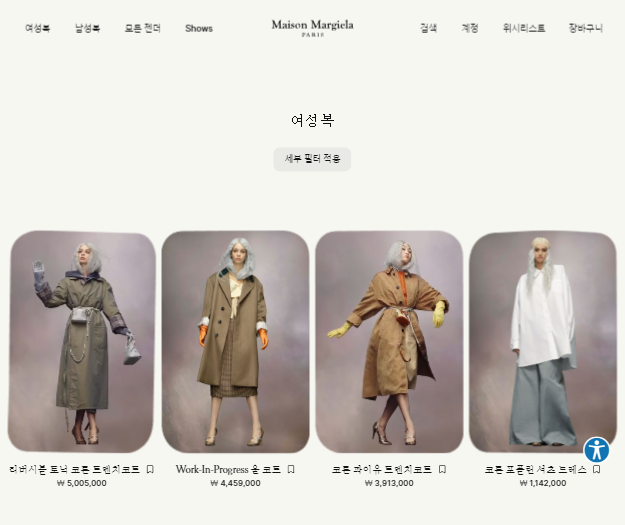 여성복 남성복 모든 젠더 Shows Maison Margiela 검색 계정 위시리스트 장바구니
PARIS
여성복
세부 필터 적용
리버시블 토닉 코튼 트렌치코트 Work-In-Progress 울 코트 코튼 파이유 트렌치코트 코튼 포플린 셔츠 드레스
₩ 5,005,000 ₩ 4,459,000 ₩ 3,913,000 ₩ 1,142,000